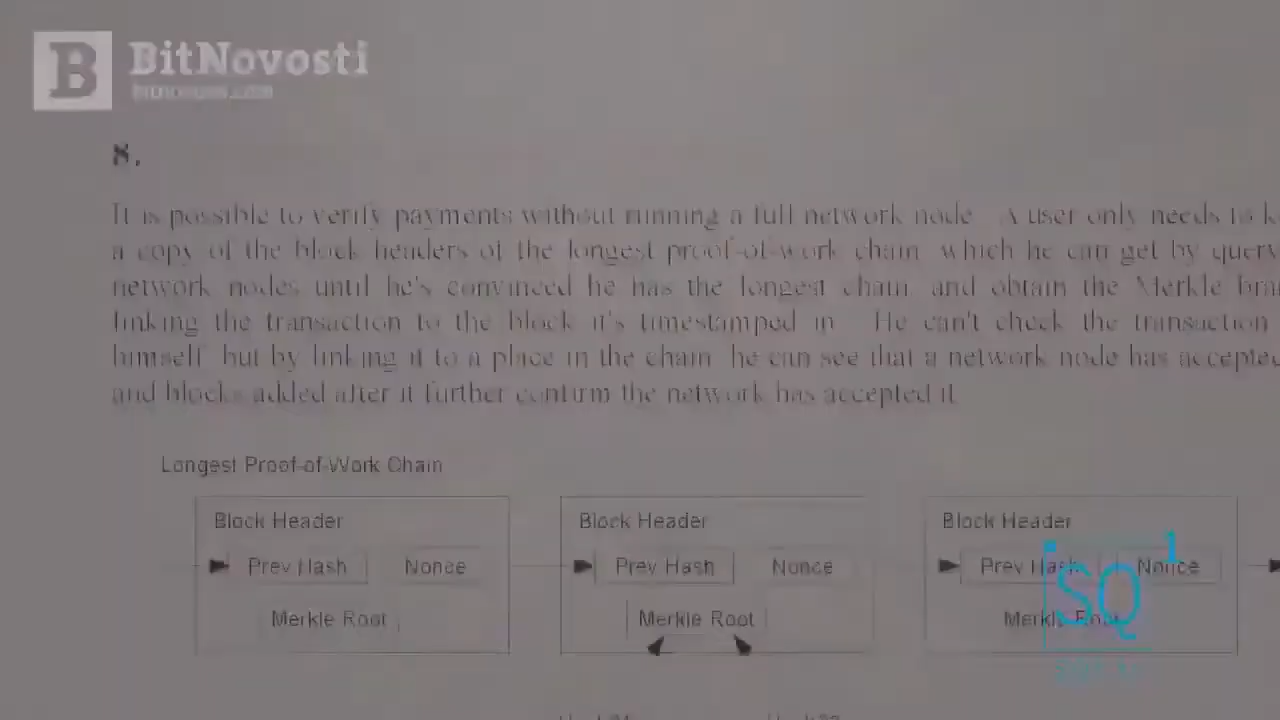 BitNovosti
8.
It is possible to verify payments without running a full network node. A user only needs to
a copy of the block headers of the longest proof-of-work chain, which he can get by
network nodes until he's convinced he has the longest chain, and obtain the Merkle
linking the transaction to the block it's timestamped in. He can't check the transaction
himself, but by linking it to a place in the chain, he can see that a network node has accepted
and blocks added after it further confirm the network has accepted it.
Longest Proof-of-Work Chain
Block Header Block Header Block Header
Prev Hash Nonce Prev Hash Nonce Prev Hash Nonce
Merkle Root Merkle Root Merkle Root
SQ 1